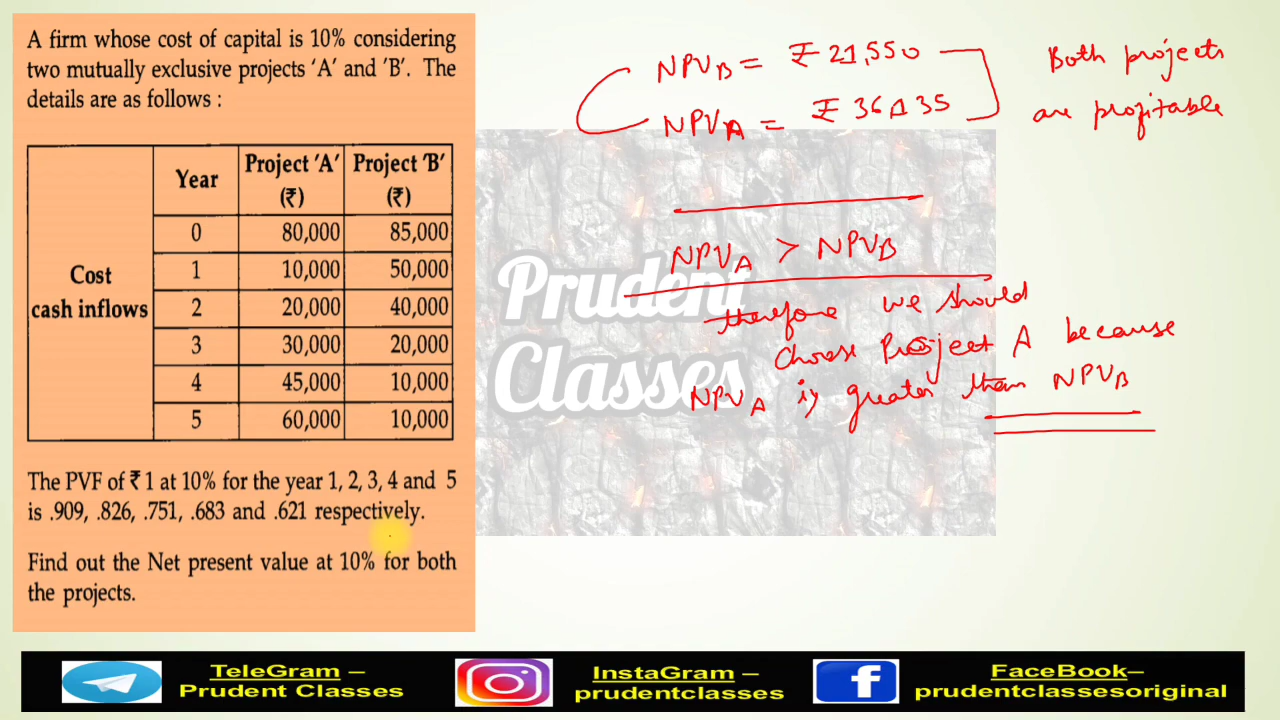 A firm whose cost of capital is 10% considering
two mutually exclusive projects 'A' and 'B'. The
details are as follows :
Cost
cash inflows
Year Project 'A' (₹) Project 'B' (₹)
0 80,000 85,000
1 10,000 50,000
2 20,000 40,000
3 30,000 20,000
4 45,000 10,000
5 60,000 10,000
The PVF of ₹ 1 at 10% for the year 1, 2, 3, 4 and 5
is .909, .826, .751, .683 and .621 respectively.
Find out the Net present value at 10% for both
the projects.
NPVB = ₹ 21,550
NPVA = ₹ 36,135
Both projects
are profitable
NPVA > NPVB
therefore we should
choose Project A because
NPVA is greater than NPVB
Prudent
Classes
TeleGram –
Prudent Classes
InstaGram –
prudentclasses
FaceBook–
prudentclassesoriginal